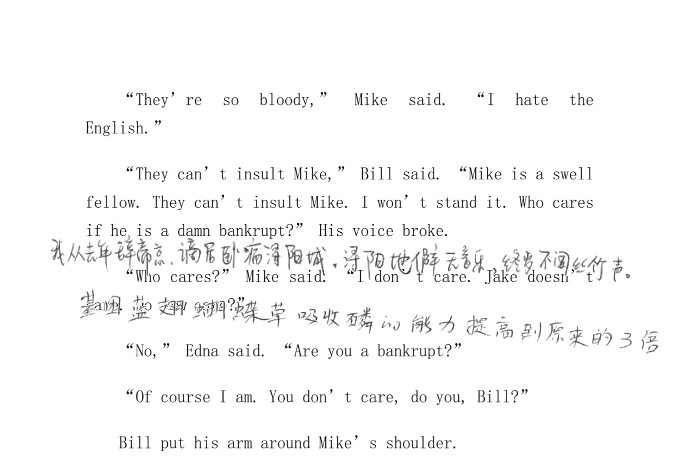 “They’re so bloody,” Mike said. “I hate the
English.”
“They can’t insult Mike,” Bill said. “Mike is a swell
fellow. They can’t insult Mike. I won’t stand it. Who cares
if he is a damn bankrupt?” His voice broke.
我从去年辞帝京，谪居卧病浔阳城。浔阳地僻无音乐，终岁不闻丝竹声。
“Who cares?” Mike said. “I don’t care. Jake doesn’t
基因蓝翅蝴蝶草吸收磷的能力提高到原来的3倍
“No,” Edna said. “Are you a bankrupt?”
“Of course I am. You don’t care, do you, Bill?”
Bill put his arm around Mike’s shoulder.